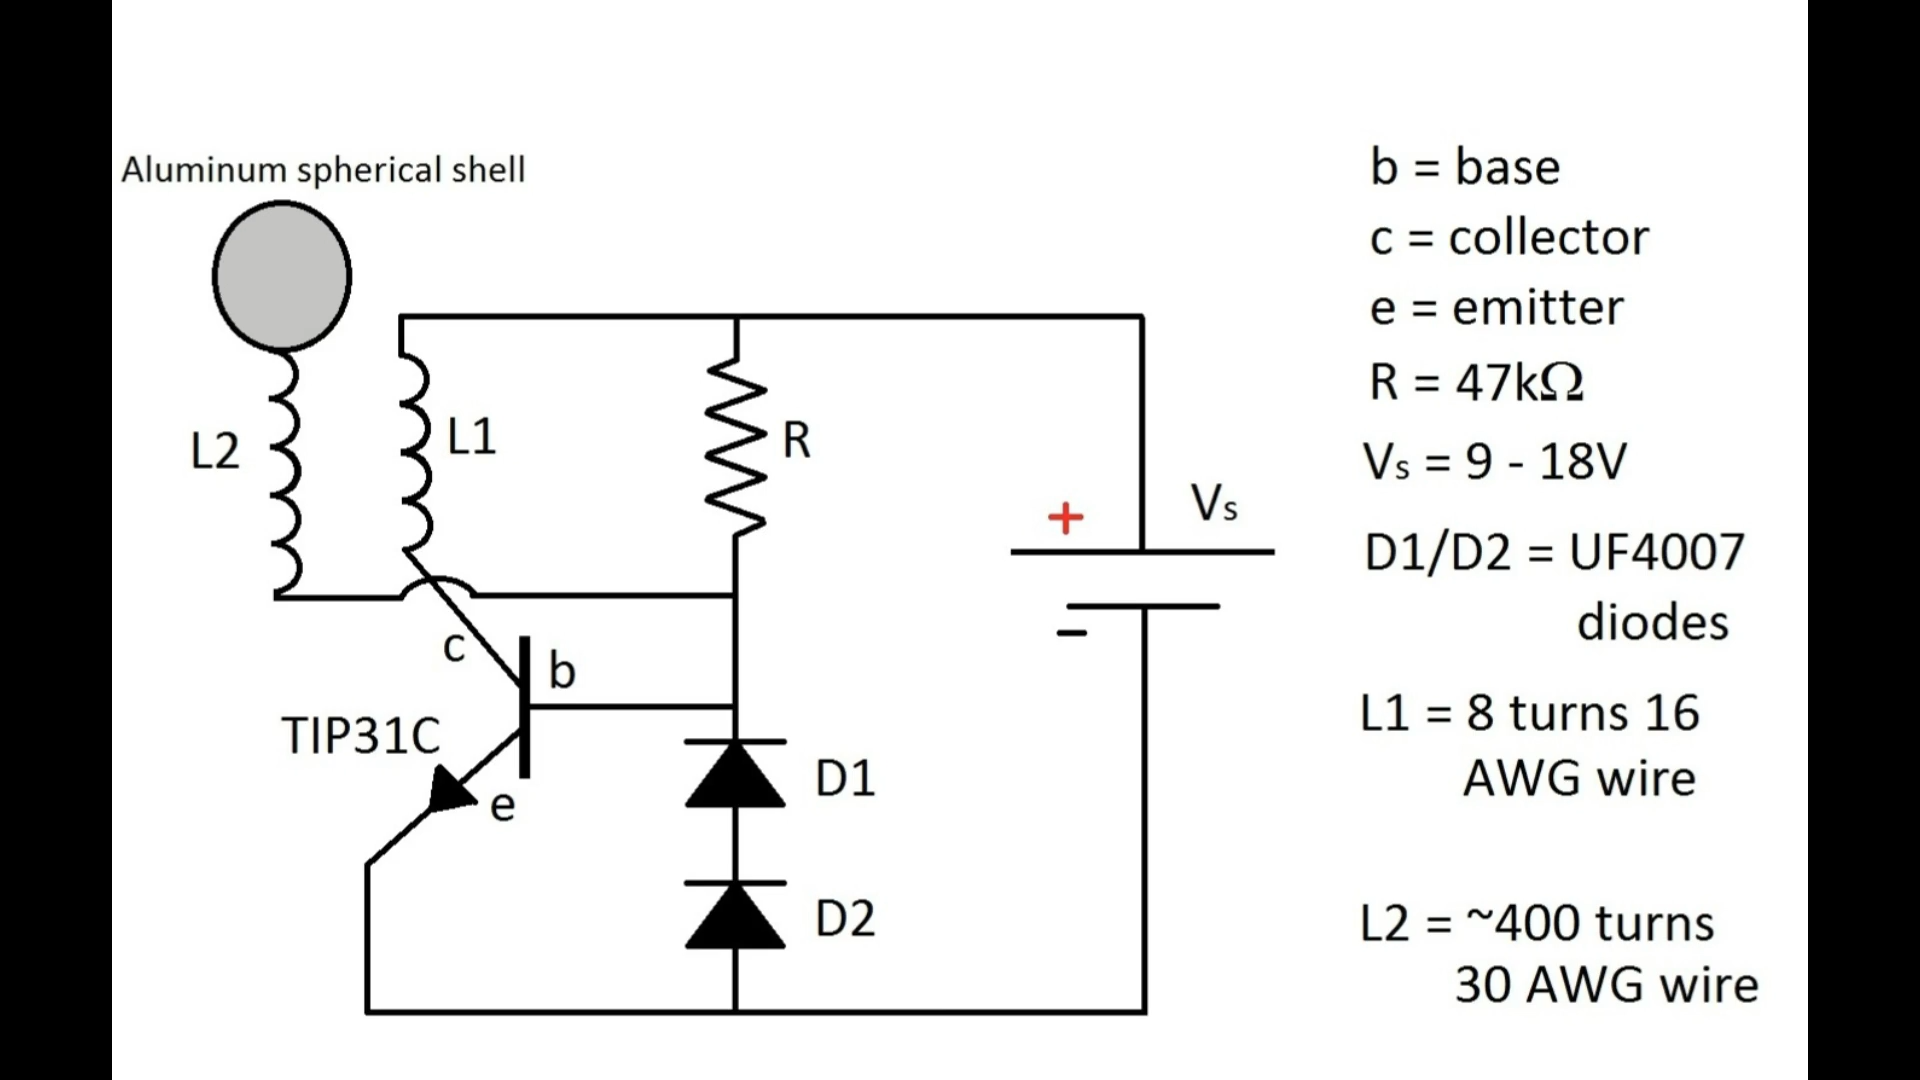 Aluminum spherical shell
L2
L1
R
+
Vs
−
c
b
TIP31C
e
D1
D2
b = base
c = collector
e = emitter
R = 47kΩ
Vs = 9 - 18V
D1/D2 = UF4007
diodes
L1 = 8 turns 16
AWG wire
L2 = ~400 turns
30 AWG wire